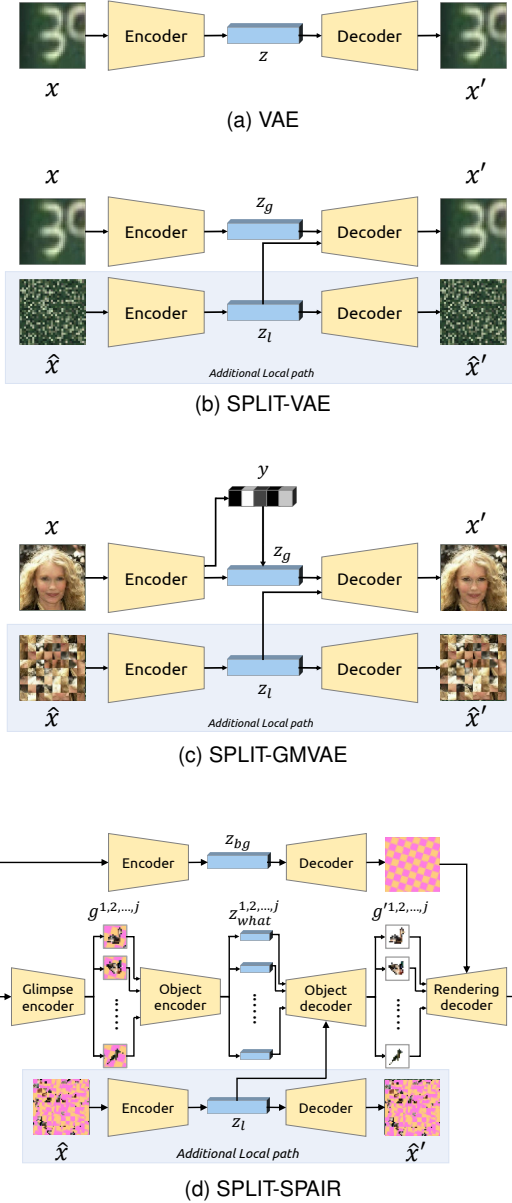 Encoder Decoder
z
x x′
(a) VAE
x x′
z_g
Encoder Decoder
Encoder Decoder
z_l
x̂ x̂′
Additional Local path
(b) SPLIT-VAE
y
x x′
z_g
Encoder Decoder
Encoder Decoder
z_l
x̂ x̂′
Additional Local path
(c) SPLIT-GMVAE
z_bg
Encoder Decoder
g^1,2,...,j z_what^1,2,...,j g′^1,2,...,j
Glimpse encoder Object encoder Object decoder Rendering decoder
Encoder Decoder
z_l
x̂ x̂′
Additional Local path
(d) SPLIT-SPAIR